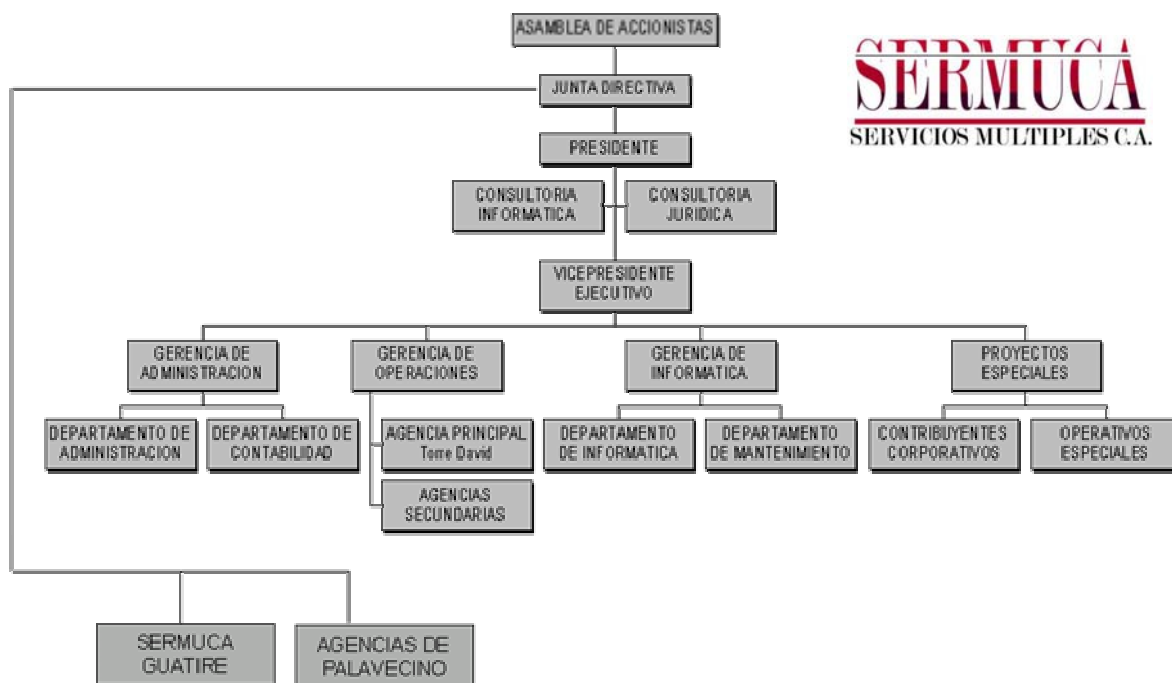 ASAMBLEA DE ACCIONISTAS
SERMUCA
SERVICIOS MULTIPLES C.A.
JUNTA DIRECTIVA
PRESIDENTE
CONSULTORIA
INFORMATICA
CONSULTORIA
JURIDICA
VICEPRESIDENTE
EJECUTIVO
GERENCIA DE
ADMINISTRACION
GERENCIA DE
OPERACIONES
GERENCIA DE
INFORMATICA
PROYECTOS
ESPECIALES
DEPARTAMENTO DE
ADMINISTRACION
DEPARTAMENTO DE
CONTABILIDAD
AGENCIA PRINCIPAL
Torre David
DEPARTAMENTO
DE INFORMATICA
DEPARTAMENTO
DE MANTENIMIENTO
CONTRIBUYENTES
CORPORATIVOS
OPERATIVOS
ESPECIALES
AGENCIAS
SECUNDARIAS
SERMUCA
GUATIRE
AGENCIAS DE
PALAVECINO